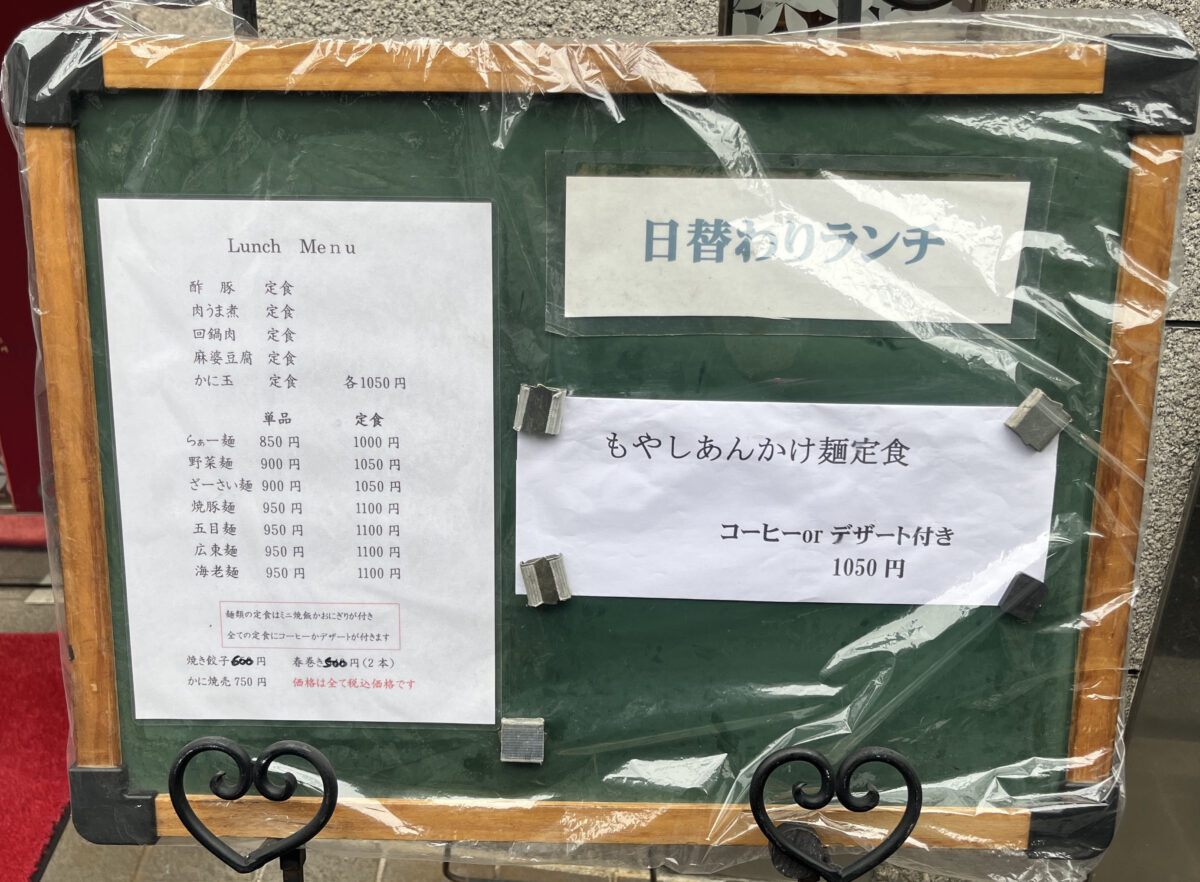 Lunch Menu
酢豚 定食
肉うま煮 定食
回鍋肉 定食
麻婆豆腐 定食
かに玉 定食 各1050円
単品 定食
らぁー麺 850円 1000円
野菜麺 900円 1050円
ざーさい麺 900円 1050円
焼豚麺 950円 1100円
五目麺 950円 1100円
広東麺 950円 1100円
海老麺 950円 1100円
麺類の定食はミニ焼飯かおにぎりが付き
全ての定食にコーヒーかデザートが付きます
焼き餃子600円 春巻き500円(2本)
かに焼売750円 価格は全て税込価格です
日替わりランチ
もやしあんかけ麺定食
コーヒーor デザート付き
1050円